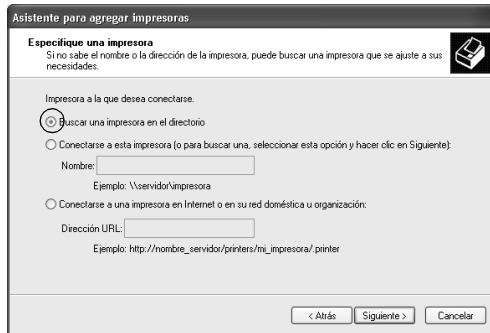 Asistente para agregar impresoras
Especifique una impresora
Si no sabe el nombre o la dirección de la impresora, puede buscar una impresora que se ajuste a sus
necesidades.
Impresora a la que desea conectarse.
Buscar una impresora en el directorio
Conectarse a esta impresora (o para buscar una, seleccionar esta opción y hacer clic en Siguiente):
Nombre:
Ejemplo: \\servidor\impresora
Conectarse a una impresora en Internet o en su red doméstica u organización:
Dirección URL:
Ejemplo: http://nombre_servidor/printers/mi_impresora/.printer
< Atrás
Siguiente >
Cancelar